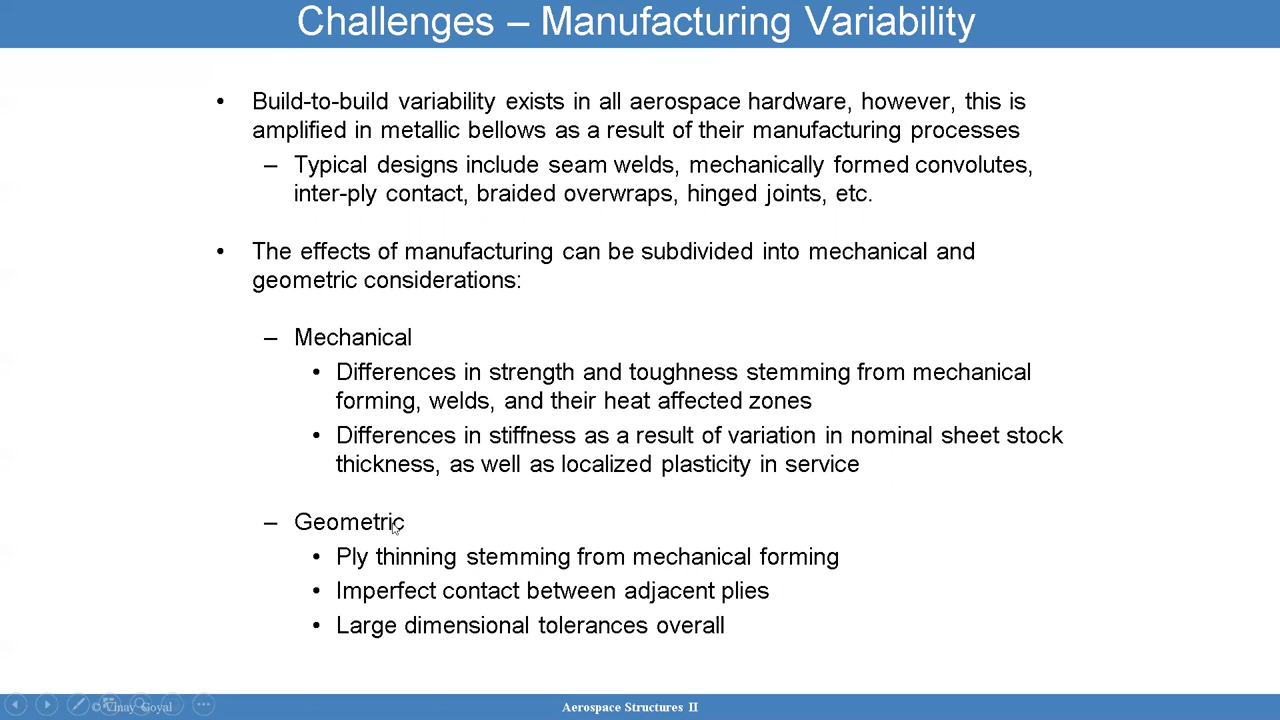 Challenges – Manufacturing Variability
• Build-to-build variability exists in all aerospace hardware, however, this is
amplified in metallic bellows as a result of their manufacturing processes
– Typical designs include seam welds, mechanically formed convolutes,
inter-ply contact, braided overwraps, hinged joints, etc.
• The effects of manufacturing can be subdivided into mechanical and
geometric considerations:
– Mechanical
• Differences in strength and toughness stemming from mechanical
forming, welds, and their heat affected zones
• Differences in stiffness as a result of variation in nominal sheet stock
thickness, as well as localized plasticity in service
– Geometric
• Ply thinning stemming from mechanical forming
• Imperfect contact between adjacent plies
• Large dimensional tolerances overall
© Vinay Goyal
Aerospace Structures II